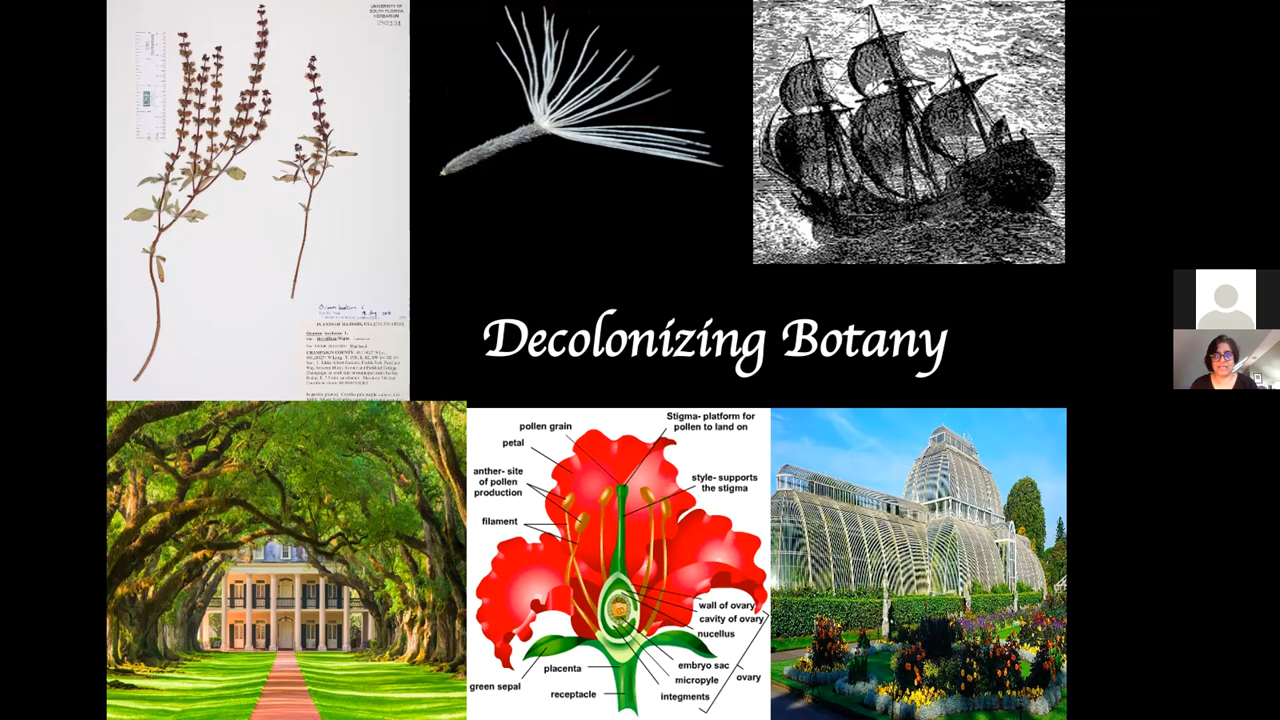 UNIVERSITY OF
SOUTH FLORIDA
HERBARIUM
PLANTS OF ILLINOIS, USA
CHAMPAIGN COUNTY
Decolonizing Botany
Stigma- platform for
pollen to land on
pollen grain
petal
anther- site
of pollen
production
style- supports
the stigma
filament
wall of ovary
cavity of ovary
nucellus
embryo sac
placenta
micropyle
ovary
green sepal
receptacle
integments